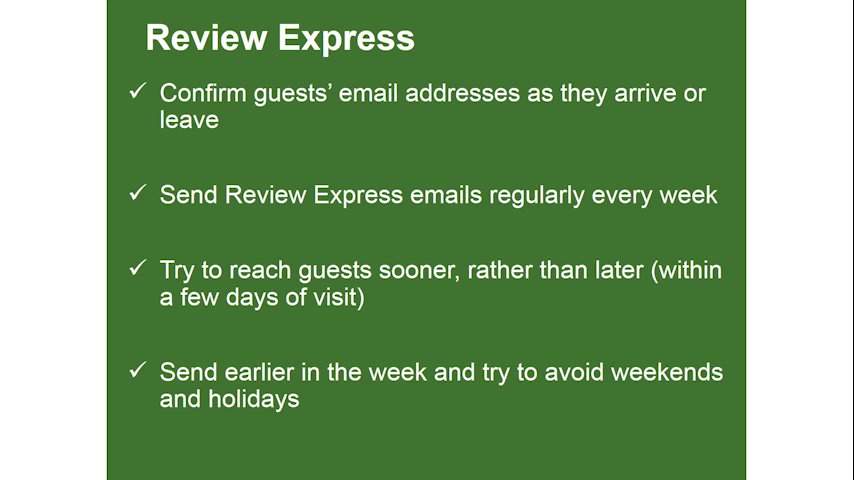 Review Express
✓ Confirm guests’ email addresses as they arrive or
leave
✓ Send Review Express emails regularly every week
✓ Try to reach guests sooner, rather than later (within
a few days of visit)
✓ Send earlier in the week and try to avoid weekends
and holidays